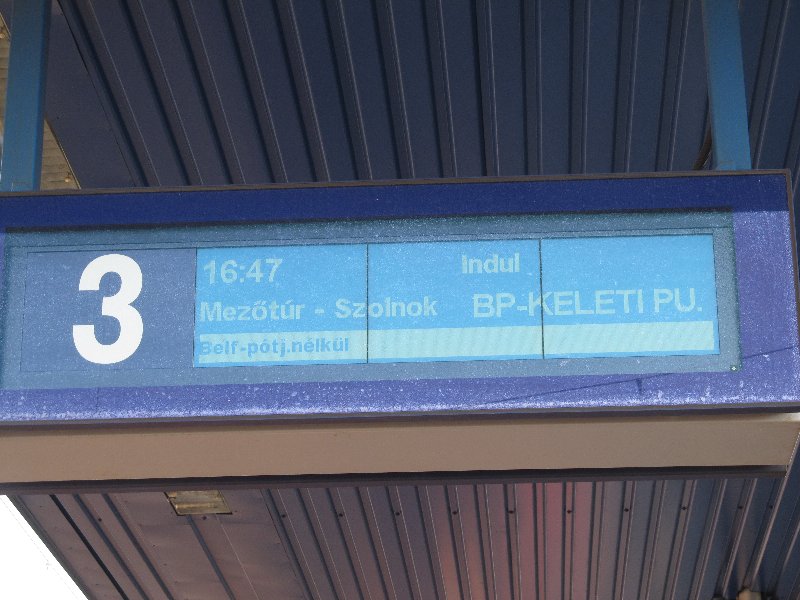 3
16:47 Indul
Mezőtúr - Szolnok BP-KELETI PU.
Belf-pótj.nélkül